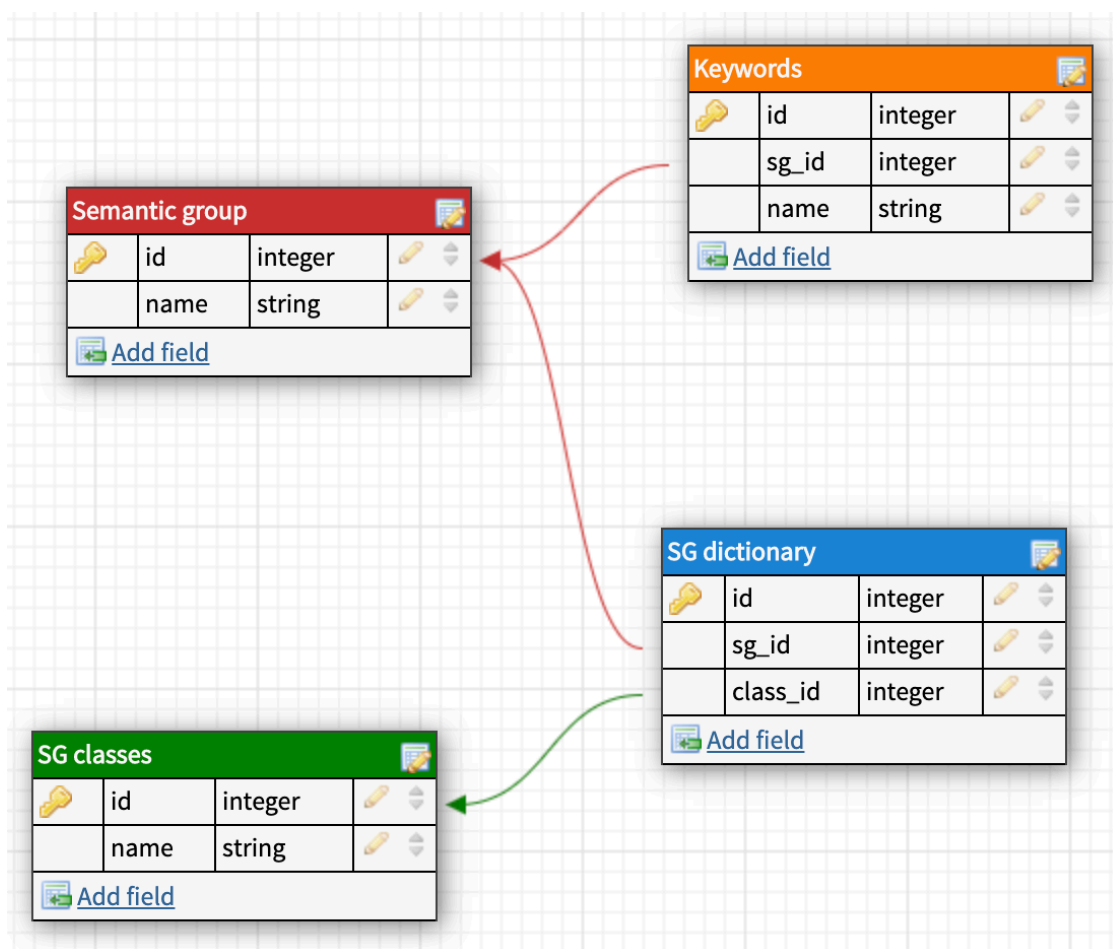 Keywords
id integer
sg_id integer
name string
Add field
Semantic group
id integer
name string
Add field
SG dictionary
id integer
sg_id integer
class_id integer
Add field
SG classes
id integer
name string
Add field